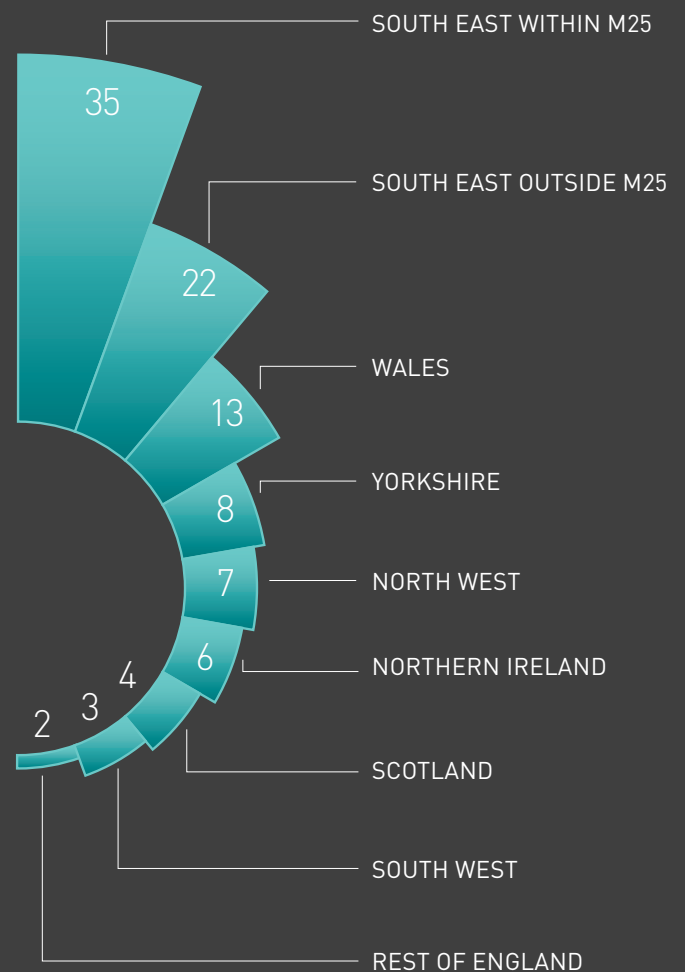 SOUTH EAST WITHIN M25
35
SOUTH EAST OUTSIDE M25
22
WALES
13
YORKSHIRE
8
NORTH WEST
7
NORTHERN IRELAND
6
SCOTLAND
4
SOUTH WEST
3
REST OF ENGLAND
2